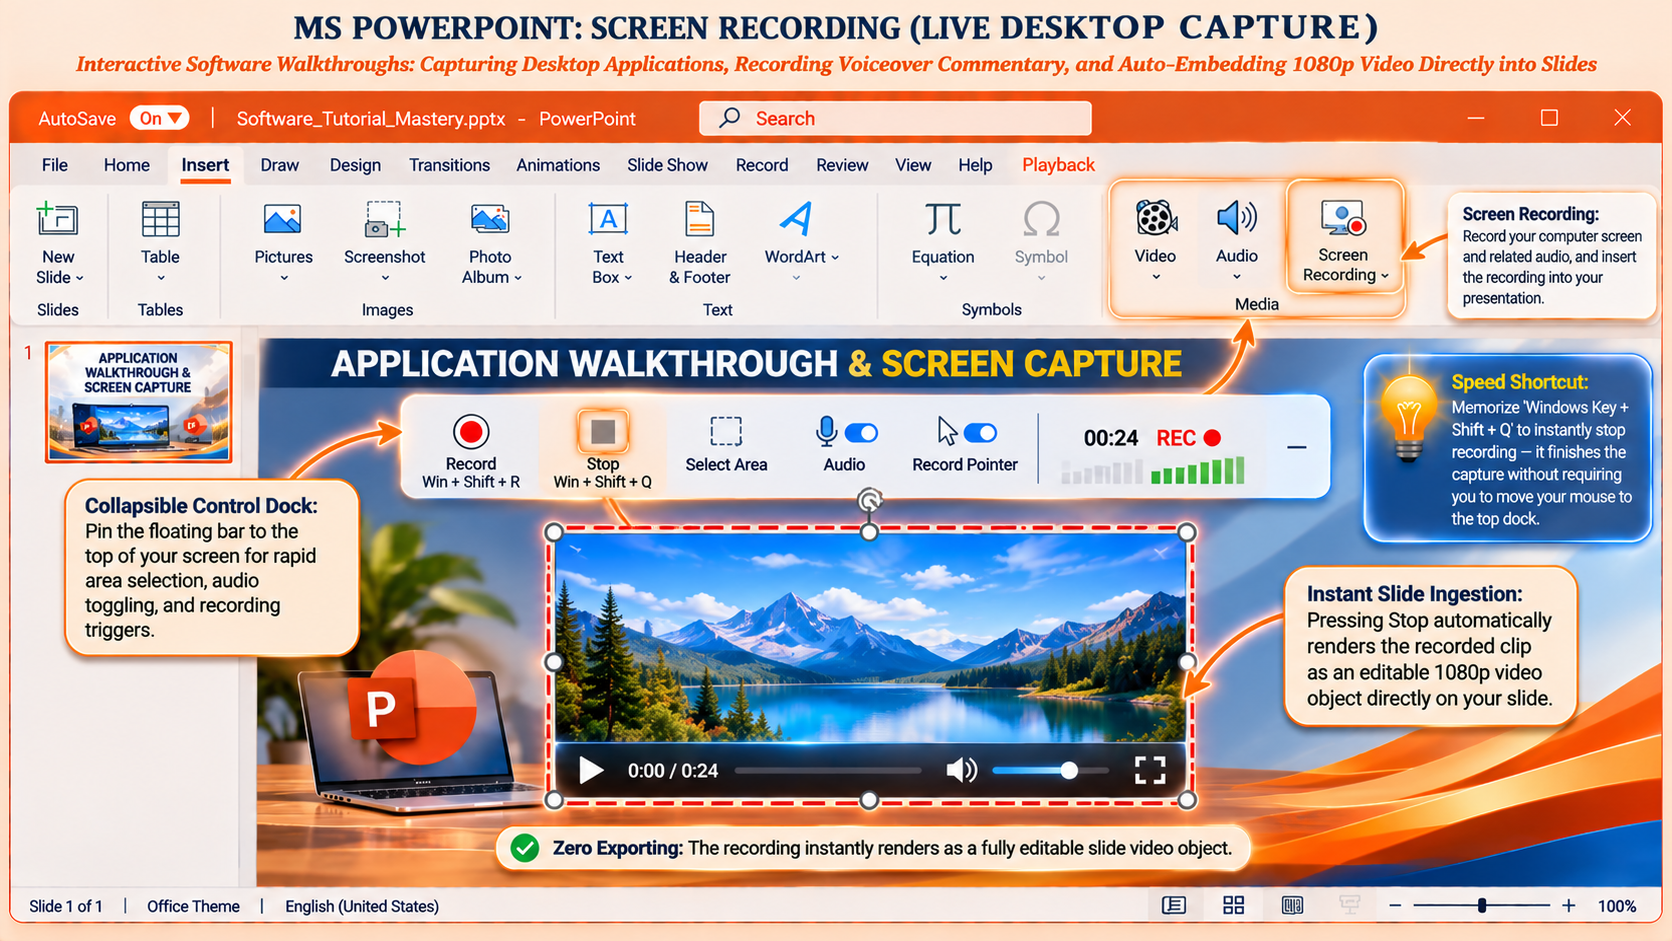 MS POWERPOINT: SCREEN RECORDING (LIVE DESKTOP CAPTURE)
Interactive Software Walkthroughs: Capturing Desktop Applications, Recording Voiceover Commentary, and Auto-Embedding 1080p Video Directly into Slides
AutoSave On Software_Tutorial_Mastery.pptx - PowerPoint Search
File Home Insert Draw Design Transitions Animations Slide Show Record Review View Help Playback
New Slide
Table
Pictures
Screenshot
Photo Album
Text Box
Header & Footer
WordArt
Equation
Symbol
Video
Audio
Screen Recording
Slides Tables Images Text Symbols Media
Screen Recording:
Record your computer screen
and related audio, and insert
the recording into your
presentation.
1
APPLICATION
WALKTHROUGH &
SCREEN CAPTURE
APPLICATION WALKTHROUGH & SCREEN CAPTURE
Record
Win + Shift + R
Stop
Win + Shift + Q
Select Area
Audio
Record Pointer
00:24 REC
Speed Shortcut:
Memorize 'Windows Key +
Shift + Q' to instantly stop
recording – it finishes the
capture without requiring
you to move your mouse to
the top dock.
Collapsible Control Dock:
Pin the floating bar to the
top of your screen for rapid
area selection, audio
toggling, and recording
triggers.
Instant Slide Ingestion:
Pressing Stop automatically
renders the recorded clip
as an editable 1080p video
object directly on your slide.
P
0:00 / 0:24
Zero Exporting: The recording instantly renders as a fully editable slide video object.
Slide 1 of 1 Office Theme English (United States) 100%